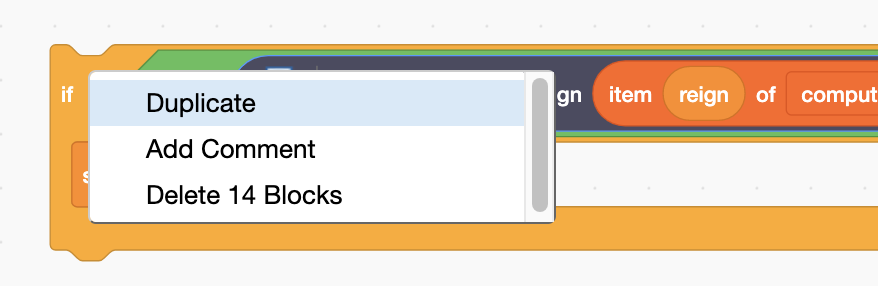 if
gn item reign of comput
Duplicate
Add Comment
s
Delete 14 Blocks